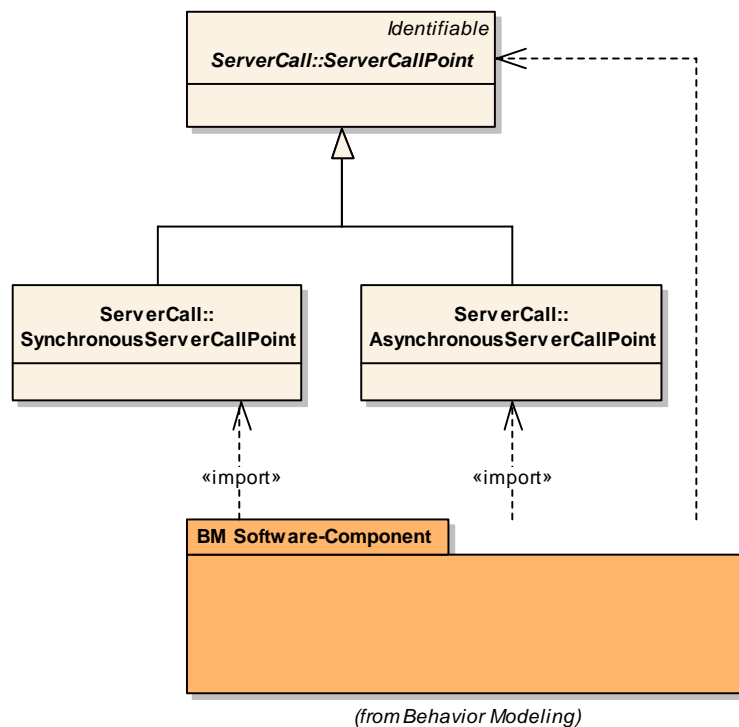 Identifiable
ServerCall::ServerCallPoint
ServerCall::
SynchronousServerCallPoint
ServerCall::
AsynchronousServerCallPoint
«import»
«import»
BM Software-Component
(from Behavior Modeling)